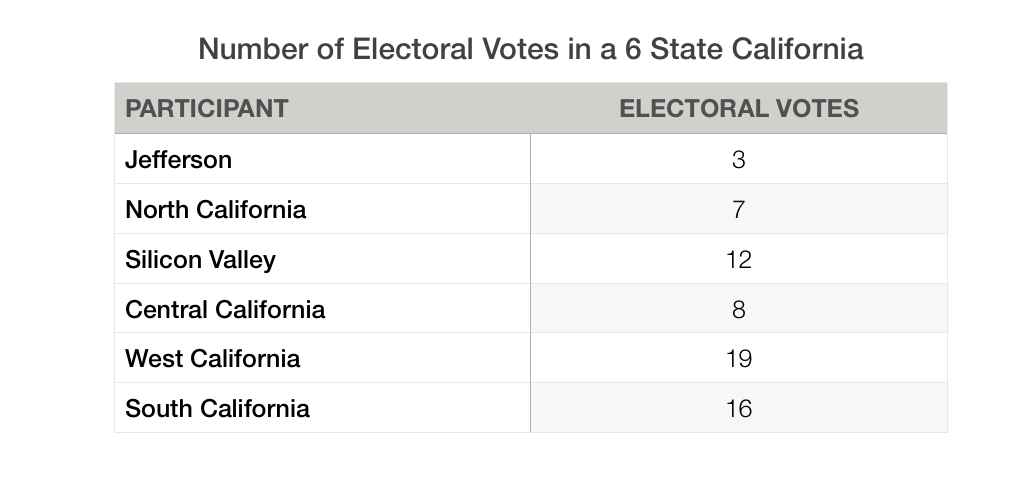 Number of Electoral Votes in a 6 State California
PARTICIPANT ELECTORAL VOTES
Jefferson 3
North California 7
Silicon Valley 12
Central California 8
West California 19
South California 16